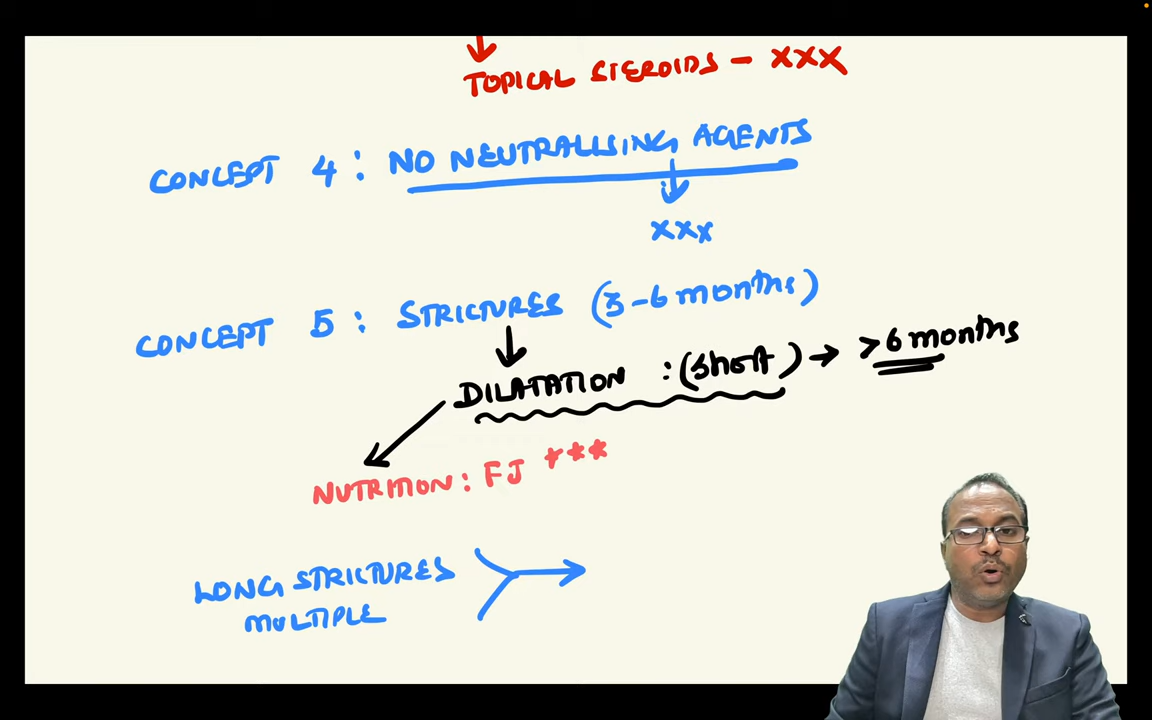 TOPICAL STEROIDS - XXX
CONCEPT 4 : NO NEUTRALISING AGENTS
XXX
CONCEPT 5 : STRICTURES (3-6 months)
DILATATION : (short) → >6 months
NUTRITION : FJ ***
LONG STRICTURES
MULTIPLE